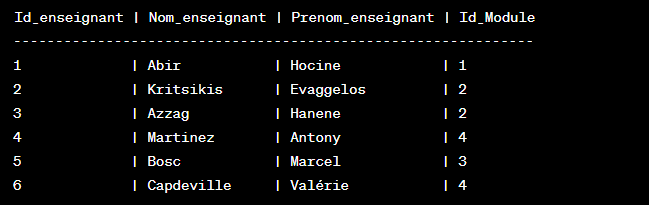 Id_enseignant | Nom_enseignant | Prenom_enseignant | Id_Module
--------------------------------------------------------------
1 | Abir | Hocine | 1
2 | Kritsikis | Evaggelos | 2
3 | Azzag | Hanene | 2
4 | Martinez | Antony | 4
5 | Bosc | Marcel | 3
6 | Capdeville | Valérie | 4